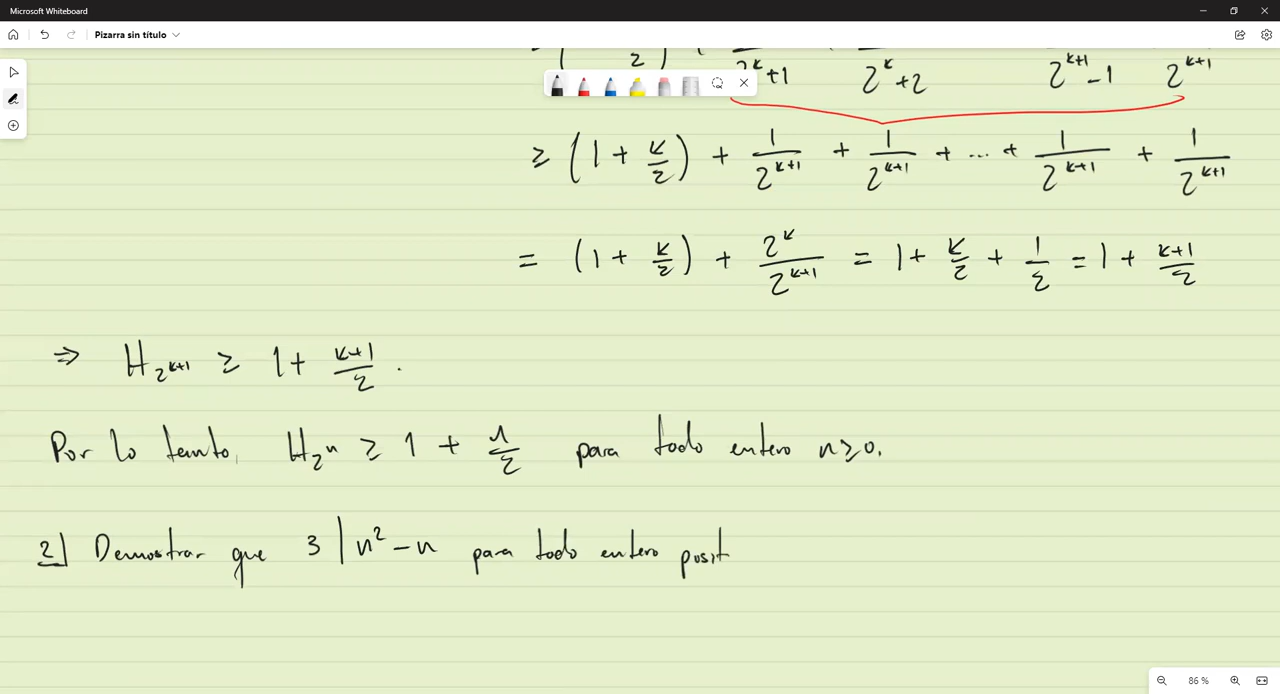 Microsoft Whiteboard
Pizarra sin título
2 2^k+1 2^k+2 2^{k+1}-1 2^{k+1}
≥ (1 + k/2) + 1/2^{k+1} + 1/2^{k+1} + ... + 1/2^{k+1} + 1/2^{k+1}
= (1 + k/2) + 2^k/2^{k+1} = 1 + k/2 + 1/2 = 1 + (k+1)/2
⇒ H_{2^{k+1}} ≥ 1 + (k+1)/2 .
Por lo tanto, H_{2^n} ≥ 1 + n/2 para todo entero n≥0.
2] Demostrar que 3 | n² - n para todo entero posit
86 %